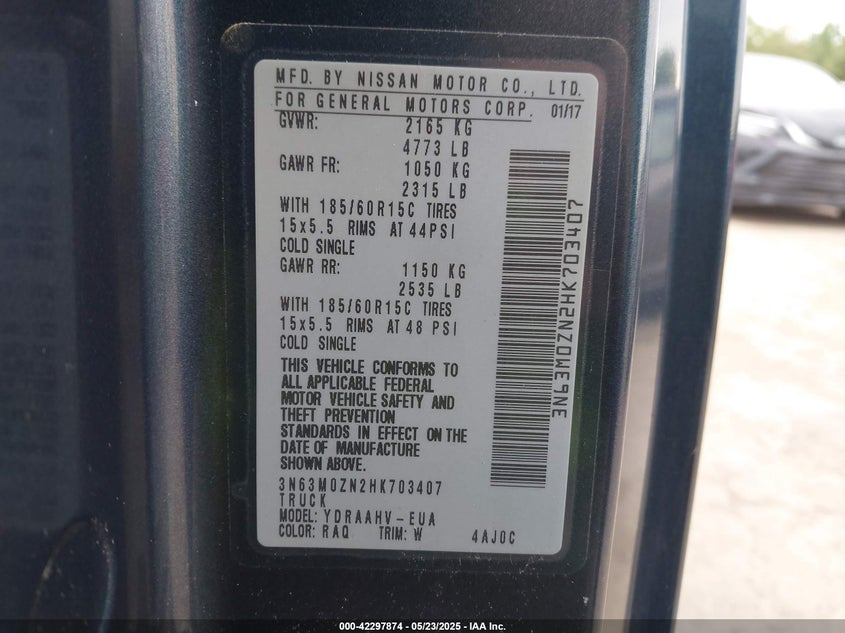 MFD. BY NISSAN MOTOR CO., LTD.
FOR GENERAL MOTORS CORP. 01/17
GVWR: 2165 KG
4773 LB
GAWR FR: 1050 KG
2315 LB
WITH 185/60R15C TIRES
15x5.5 RIMS AT 44PSI
COLD SINGLE
GAWR RR: 1150 KG
2535 LB
WITH 185/60R15C TIRES
15x5.5 RIMS AT 48 PSI
COLD SINGLE
THIS VEHICLE CONFORMS TO
ALL APPLICABLE FEDERAL
MOTOR VEHICLE SAFETY AND
THEFT PREVENTION
STANDARDS IN EFFECT ON THE
DATE OF MANUFACTURE
SHOWN ABOVE.
3N63M0ZN2HK703407
TRUCK
MODEL: YDRAAHV-EUA
COLOR: RAQ TRIM: W 4AJ0C
3N63M0ZN2HK703407
000-42297874 / 05/23/2025 - IAA Inc.